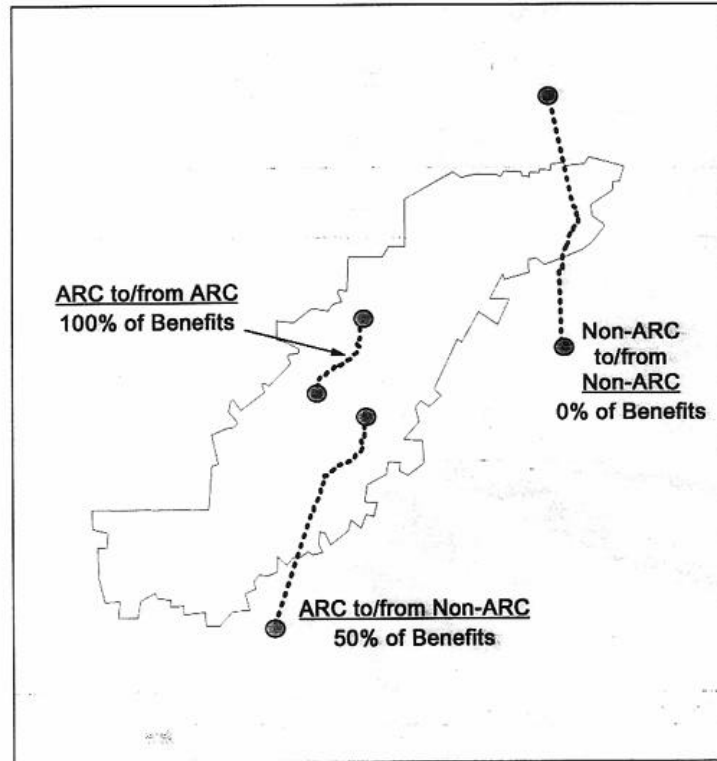 ARC to/from ARC
100% of Benefits
Non-ARC
to/from
Non-ARC
0% of Benefits
ARC to/from Non-ARC
50% of Benefits